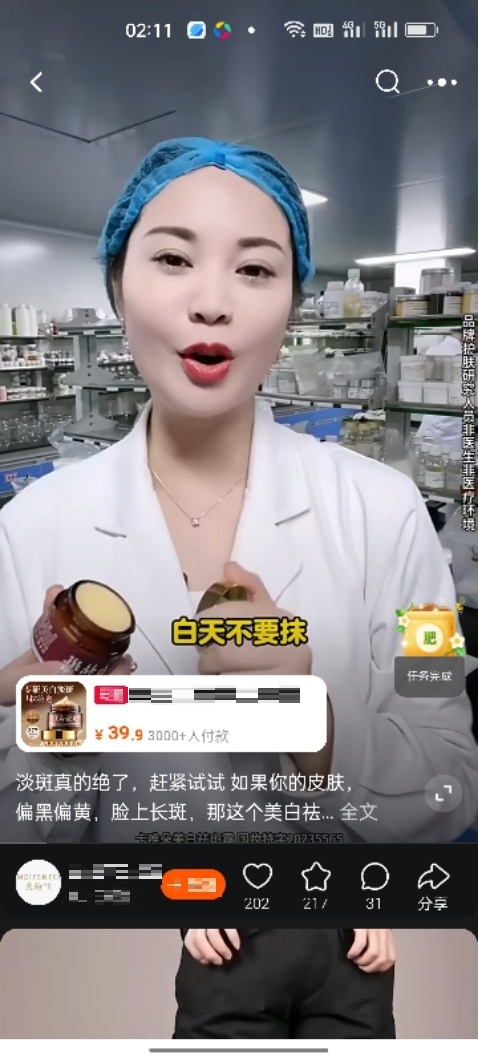 02:11
HD
4G
5G
品牌护肤研究人员非医生非医疗环境
白天不要抹
肥
任务完成
¥39.9 3000+人付款
淡斑真的绝了，赶紧试试 如果你的皮肤，
偏黑偏黄，脸上长斑，那这个美白祛... 全文
202
217
31
分享